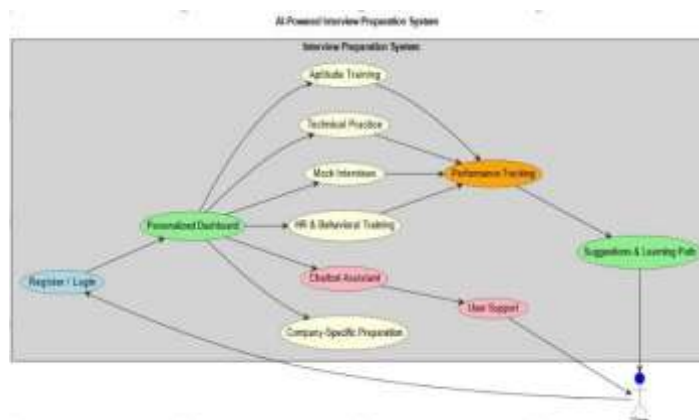 AI-Powered Interview Preparation System
Interview Preparation System
Aptitude Training
Technical Practice
Mock Interviews
Performance Tracking
Personalized Dashboard
HR & Behavioral Training
Suggestions & Learning Path
Register / Login
Chatbot Assistant
User Support
Company-Specific Preparation